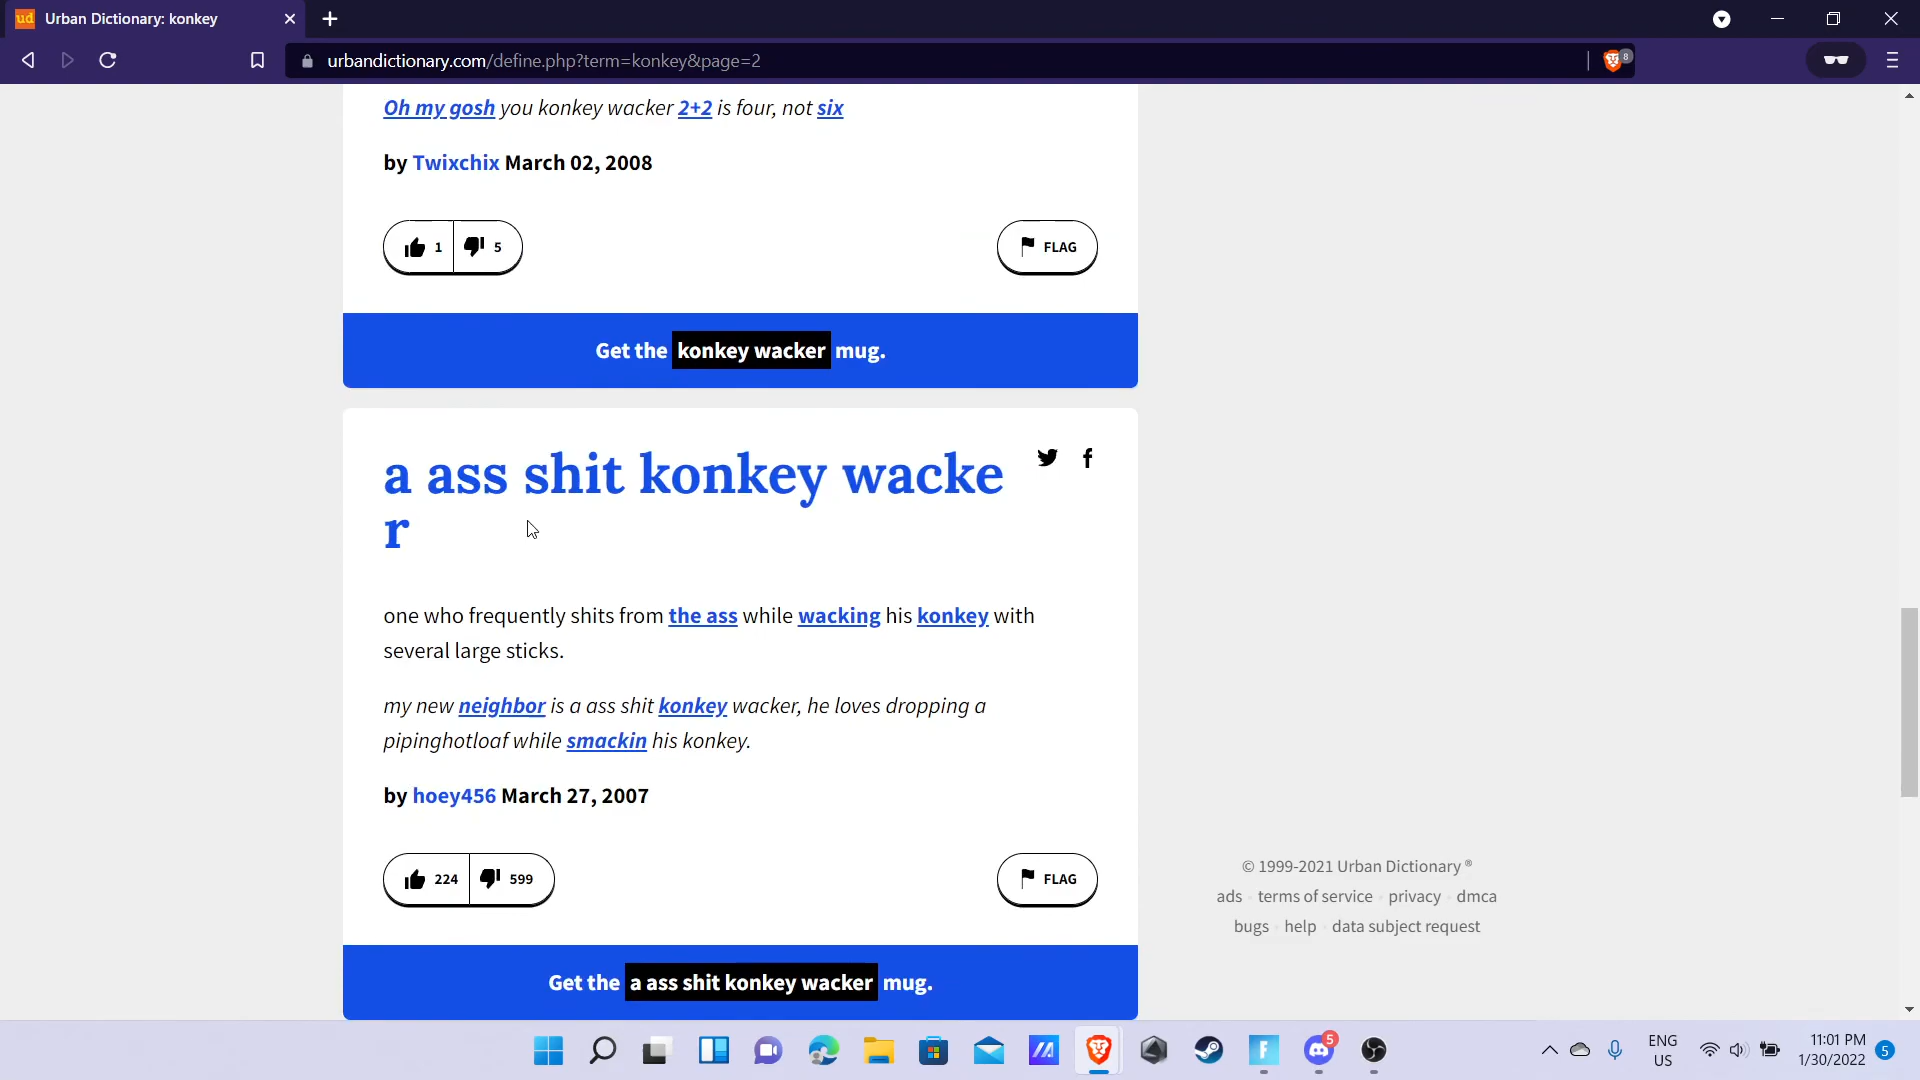 ud Urban Dictionary: konkey
urbandictionary.com/define.php?term=konkey&page=2
8
Oh my gosh you konkey wacker 2+2 is four, not six
by Twixchix March 02, 2008
1 5 FLAG
Get the konkey wacker mug.
a ass shit konkey wacke
r
one who frequently shits from the ass while wacking his konkey with
several large sticks.
my new neighbor is a ass shit konkey wacker, he loves dropping a
pipinghotloaf while smackin his konkey.
by hoey456 March 27, 2007
224 599 FLAG
Get the a ass shit konkey wacker mug.
© 1999-2021 Urban Dictionary ®
ads terms of service privacy dmca
bugs help data subject request
F
5
ENG
US
11:01 PM
1/30/2022
5